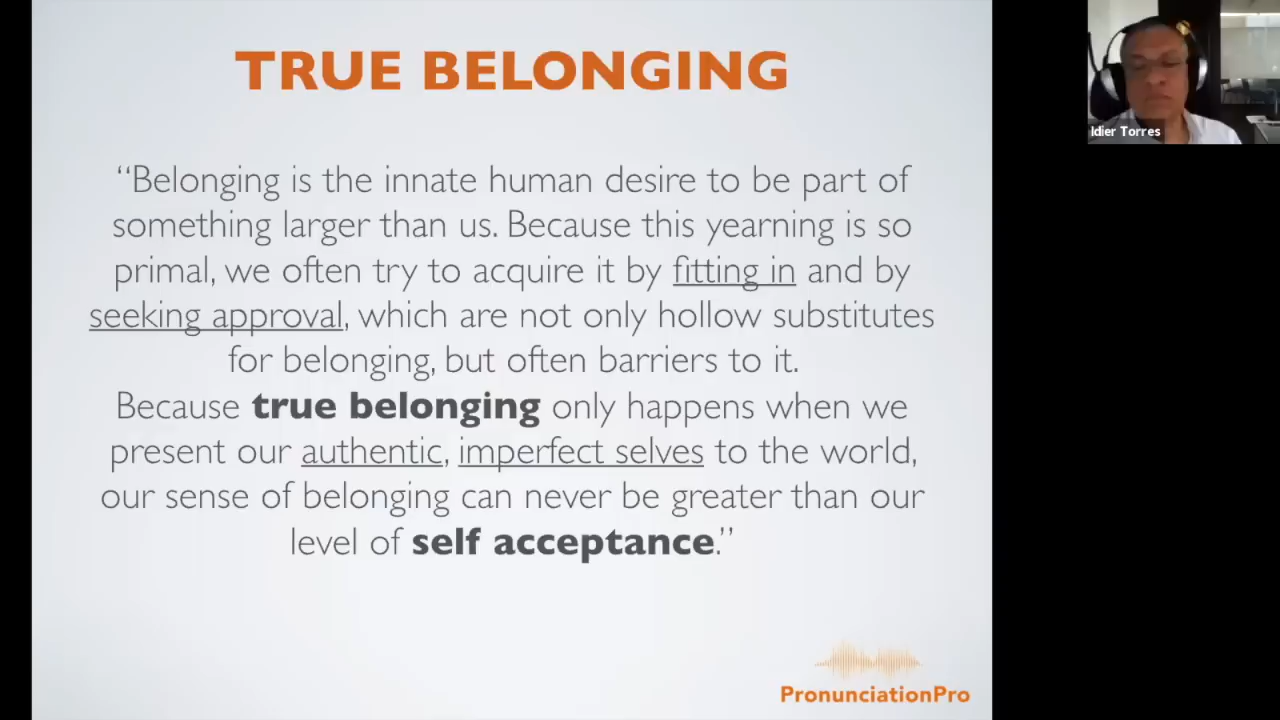 TRUE BELONGING
“Belonging is the innate human desire to be part of
something larger than us. Because this yearning is so
primal, we often try to acquire it by fitting in and by
seeking approval, which are not only hollow substitutes
for belonging, but often barriers to it.
Because true belonging only happens when we
present our authentic, imperfect selves to the world,
our sense of belonging can never be greater than our
level of self acceptance.”
PronunciationPro
Idier Torres